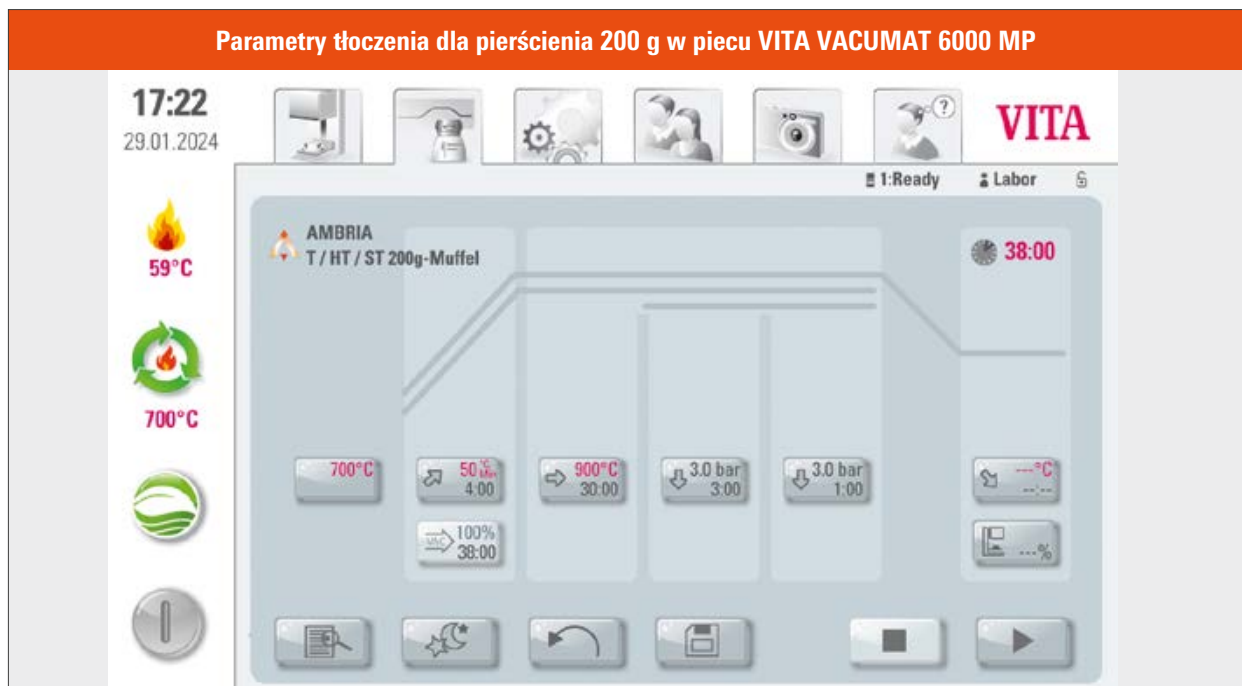 Parametry tłoczenia dla pierścienia 200 g w piecu VITA VACUMAT 6000 MP
17:22
29.01.2024
?
VITA
1:Ready
Labor
59°C
AMBRIA
T / HT / ST 200g-Muffel
38:00
700°C
700°C
50 °C/Min
4:00
900°C
30:00
3.0 bar
3:00
3.0 bar
1:00
---°C
--:--
VAC
100%
38:00
---%